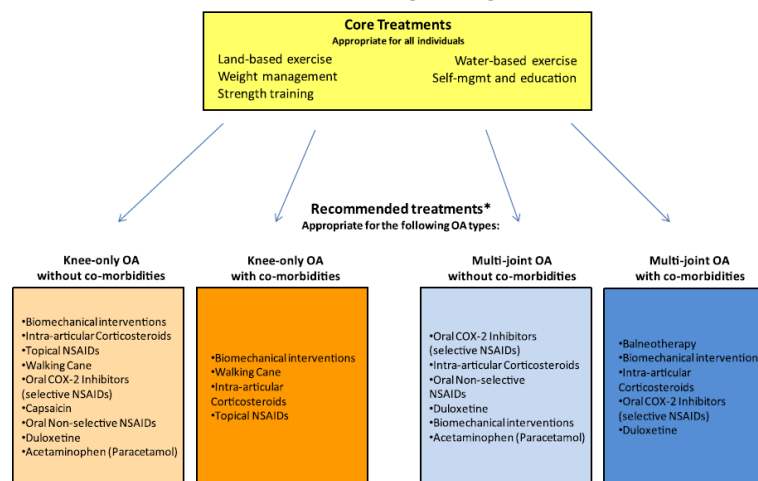 Core Treatments
Appropriate for all individuals
Land-based exercise
Weight management
Strength training
Water-based exercise
Self-mgmt and education
Recommended treatments*
Appropriate for the following OA types:
Knee-only OA
without co-morbidities
•Biomechanical interventions
•Intra-articular Corticosteroids
•Topical NSAIDs
•Walking Cane
•Oral COX-2 Inhibitors
(selective NSAIDs)
•Capsaicin
•Oral Non-selective NSAIDs
•Duloxetine
•Acetaminophen (Paracetamol)
Knee-only OA
with co-morbidities
•Biomechanical interventions
•Walking Cane
•Intra-articular
Corticosteroids
•Topical NSAIDs
Multi-joint OA
without co-morbidities
•Oral COX-2 Inhibitors
(selective NSAIDs)
•Intra-articular Corticosteroids
•Oral Non-selective
NSAIDs
•Duloxetine
•Biomechanical interventions
•Acetaminophen (Paracetamol)
Multi-joint OA
with co-morbidities
•Balneotherapy
•Biomechanical intervention
•Intra-articular
Corticosteroids
•Oral COX-2 Inhibitors
(selective NSAIDs)
•Duloxetine